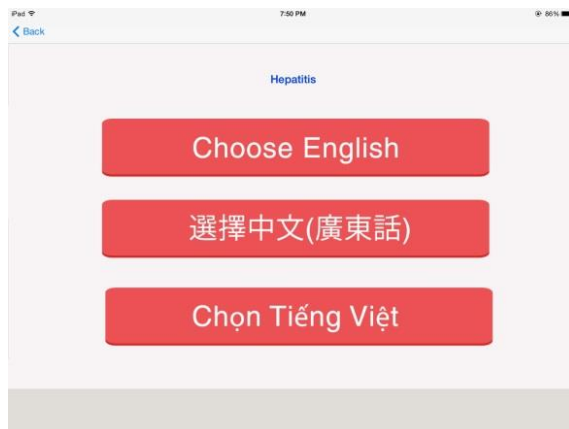 iPad
7:50 PM
86%
Back
Hepatitis
Choose English
選擇中文(廣東話)
Chọn Tiếng Việt